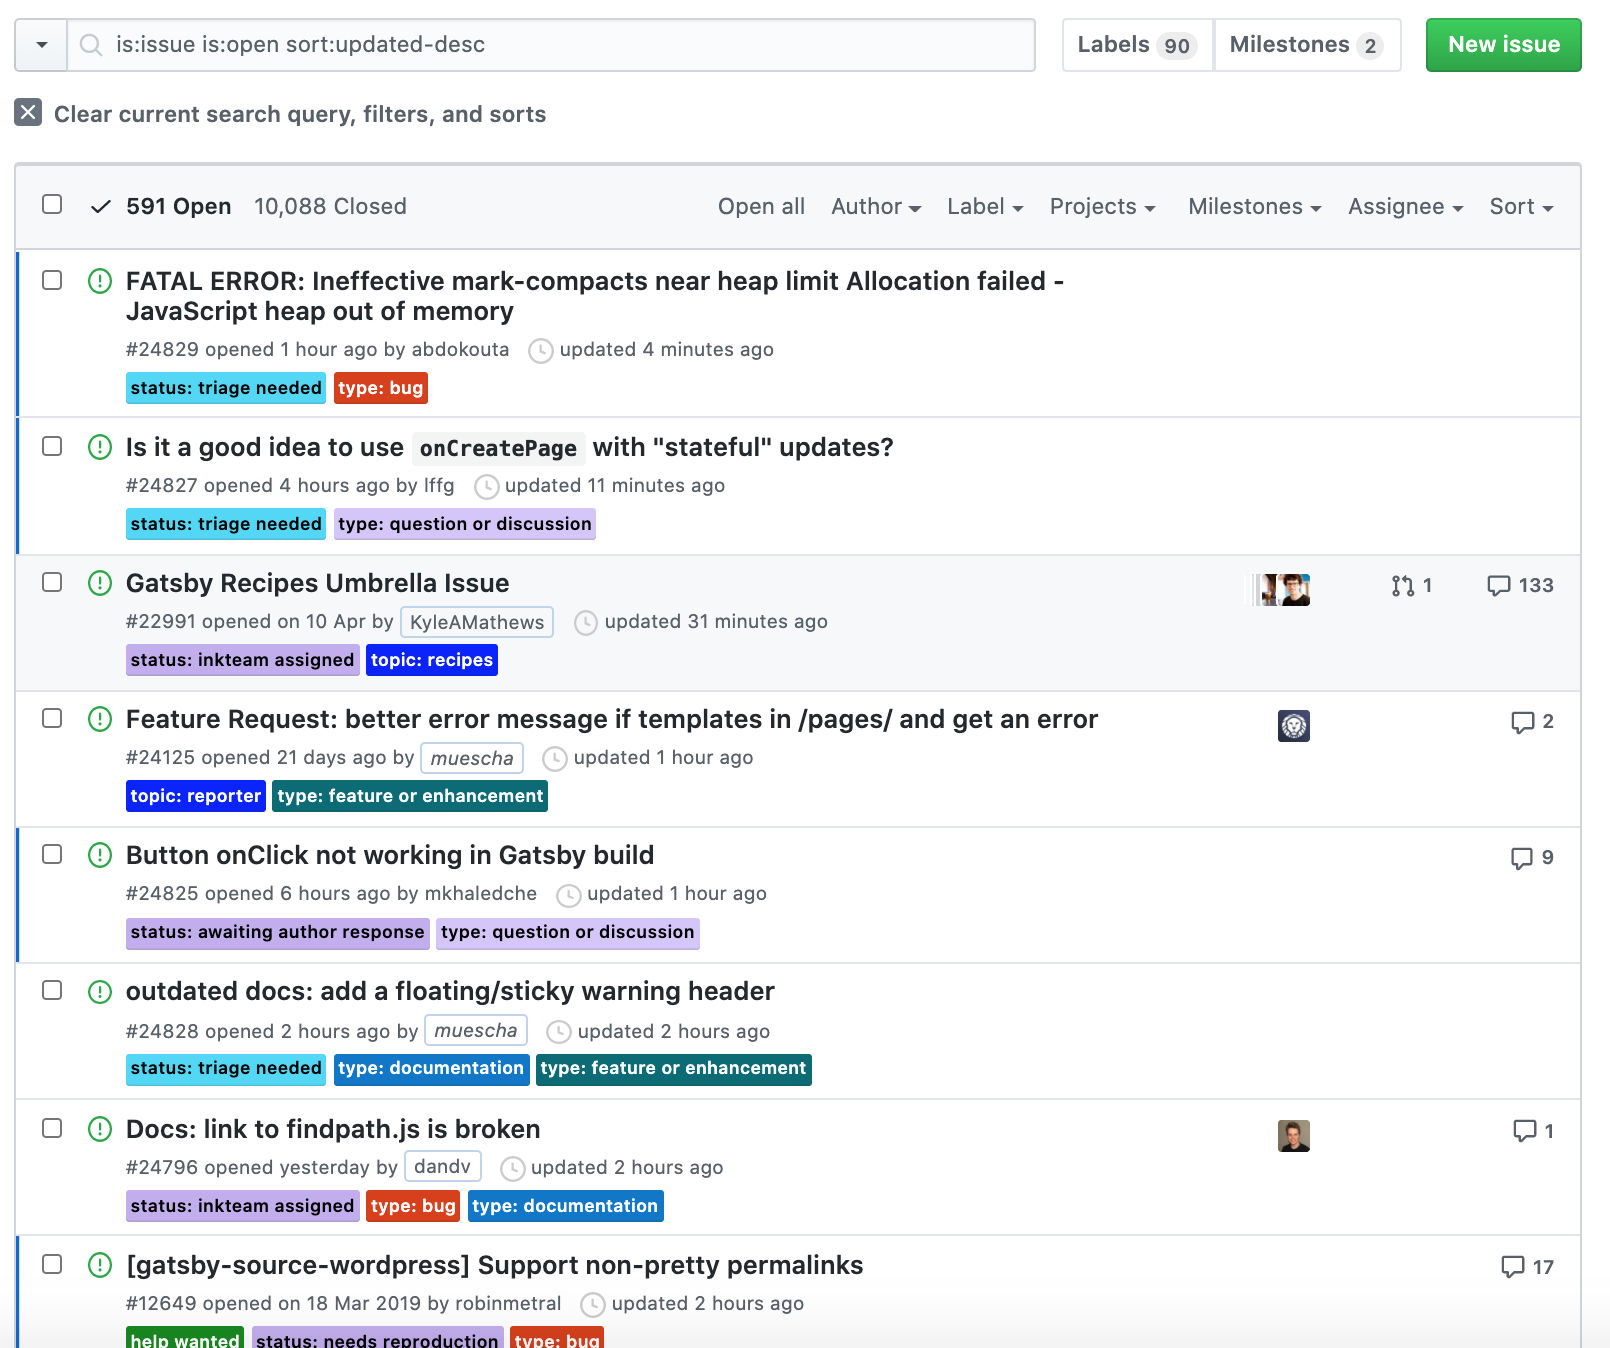 is:issue is:open sort:updated-desc
Labels 90 Milestones 2
New issue
Clear current search query, filters, and sorts
591 Open 10,088 Closed Open all Author Label Projects Milestones Assignee Sort
FATAL ERROR: Ineffective mark-compacts near heap limit Allocation failed -
JavaScript heap out of memory
#24829 opened 1 hour ago by abdokouta updated 4 minutes ago
status: triage needed type: bug
Is it a good idea to use onCreatePage with "stateful" updates?
#24827 opened 4 hours ago by lffg updated 11 minutes ago
status: triage needed type: question or discussion
Gatsby Recipes Umbrella Issue 1 133
#22991 opened on 10 Apr by KyleAMathews updated 31 minutes ago
status: inkteam assigned topic: recipes
Feature Request: better error message if templates in /pages/ and get an error 2
#24125 opened 21 days ago by muescha updated 1 hour ago
topic: reporter type: feature or enhancement
Button onClick not working in Gatsby build 9
#24825 opened 6 hours ago by mkhaledche updated 1 hour ago
status: awaiting author response type: question or discussion
outdated docs: add a floating/sticky warning header
#24828 opened 2 hours ago by muescha updated 2 hours ago
status: triage needed type: documentation type: feature or enhancement
Docs: link to findpath.js is broken 1
#24796 opened yesterday by dandv updated 2 hours ago
status: inkteam assigned type: bug type: documentation
[gatsby-source-wordpress] Support non-pretty permalinks 17
#12649 opened on 18 Mar 2019 by robinmetral updated 2 hours ago
help wanted status: needs reproduction type: bug